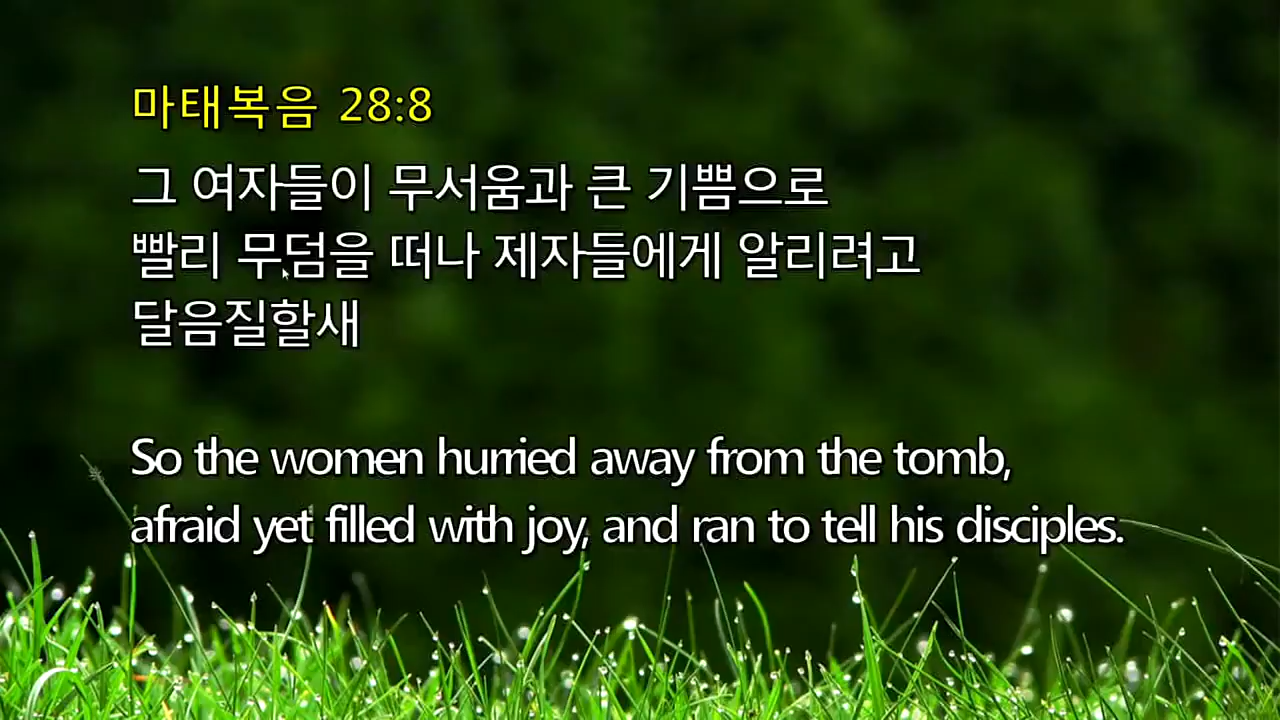 마태복음 28:8
그 여자들이 무서움과 큰 기쁨으로
빨리 무덤을 떠나 제자들에게 알리려고
달음질할새
So the women hurried away from the tomb,
afraid yet filled with joy, and ran to tell his disciples.